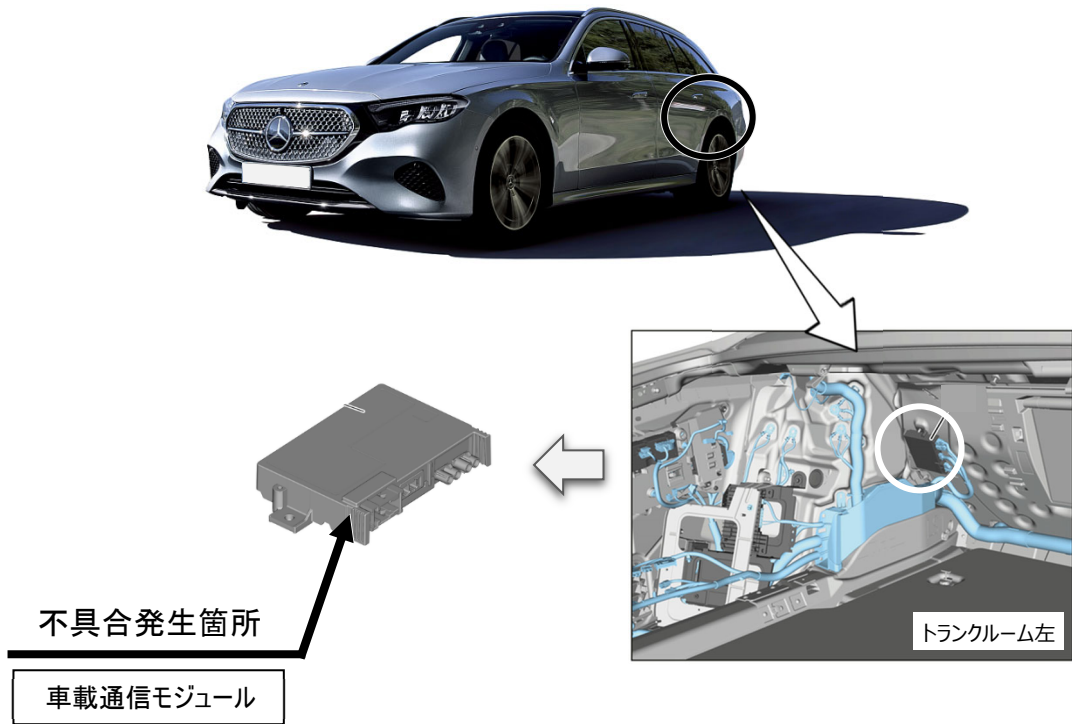 トランクルーム左
不具合発生箇所
車載通信モジュール